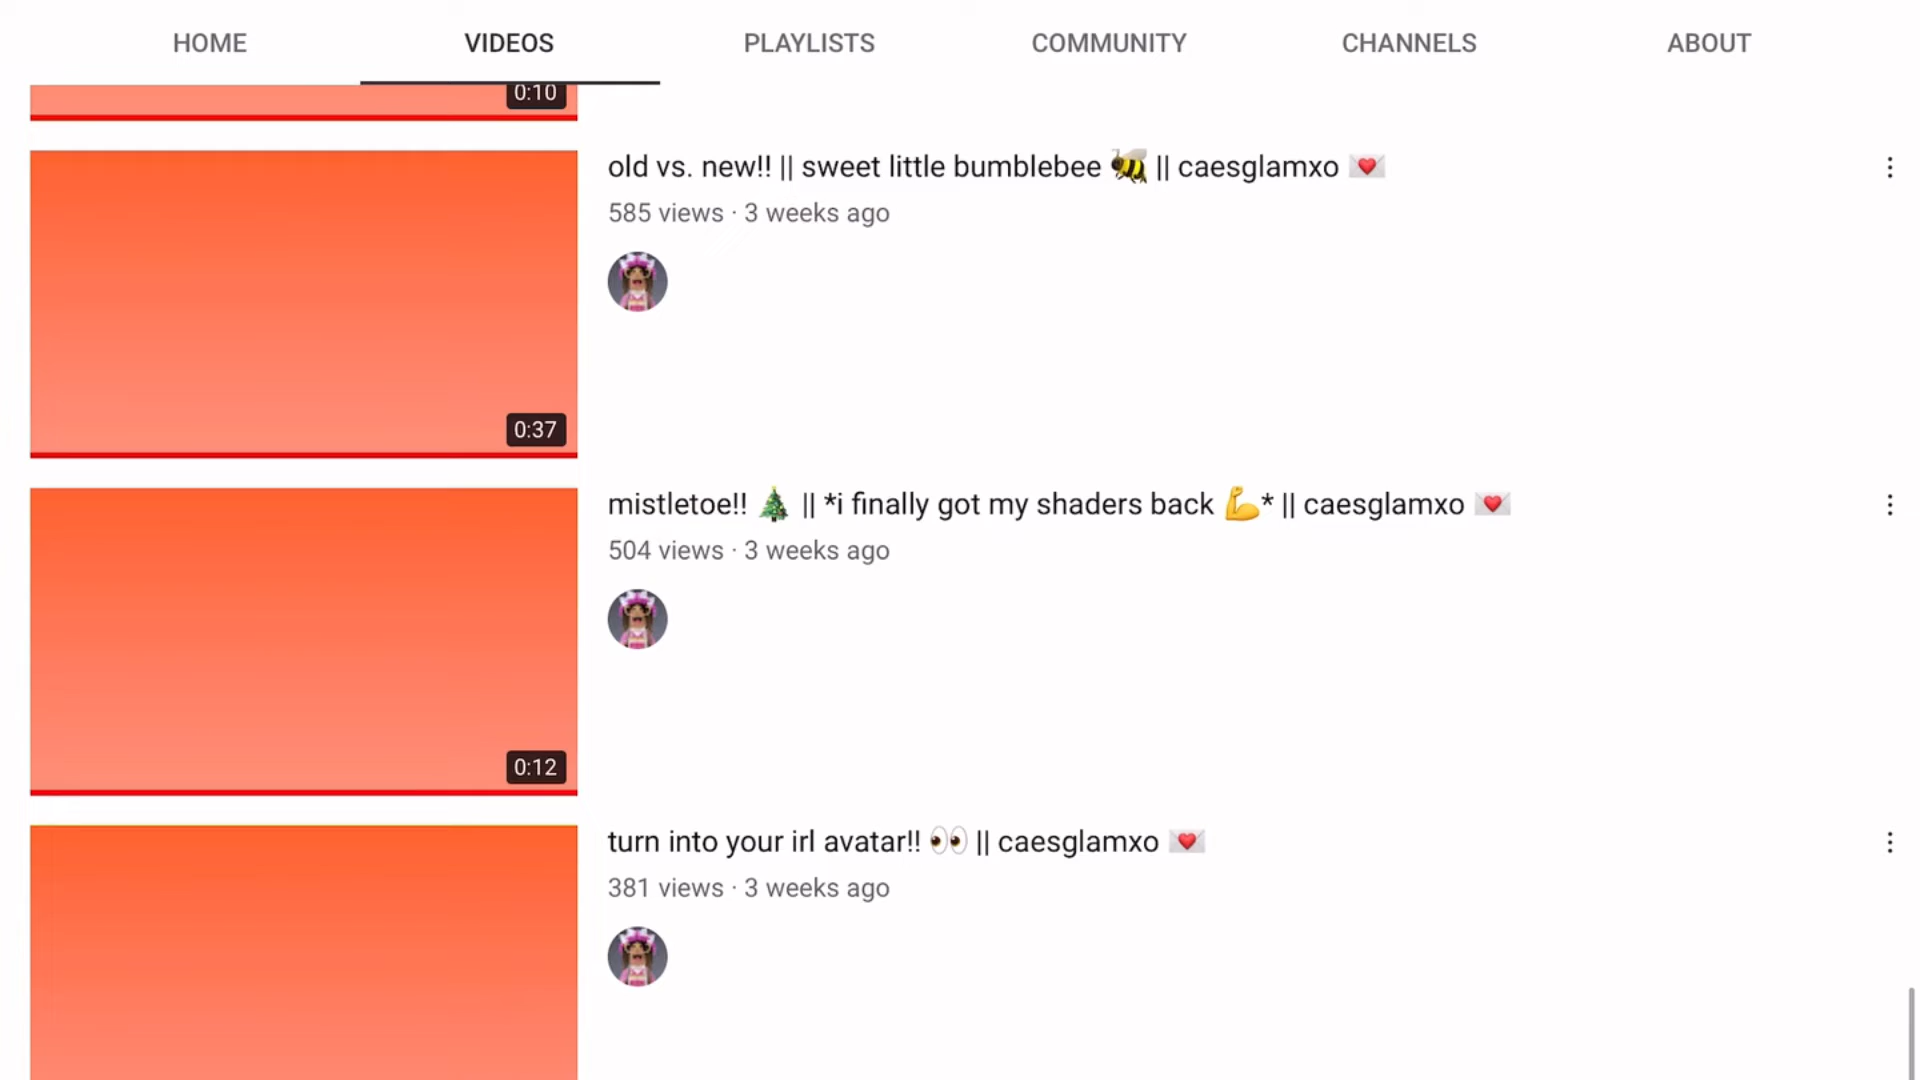 HOME VIDEOS PLAYLISTS COMMUNITY CHANNELS ABOUT
0:10
old vs. new!! || sweet little bumblebee 🐝 || caesglamxo 💌
585 views · 3 weeks ago
0:37
mistletoe!! 🎄 || *i finally got my shaders back 💪* || caesglamxo 💌
504 views · 3 weeks ago
0:12
turn into your irl avatar!! 👀 || caesglamxo 💌
381 views · 3 weeks ago